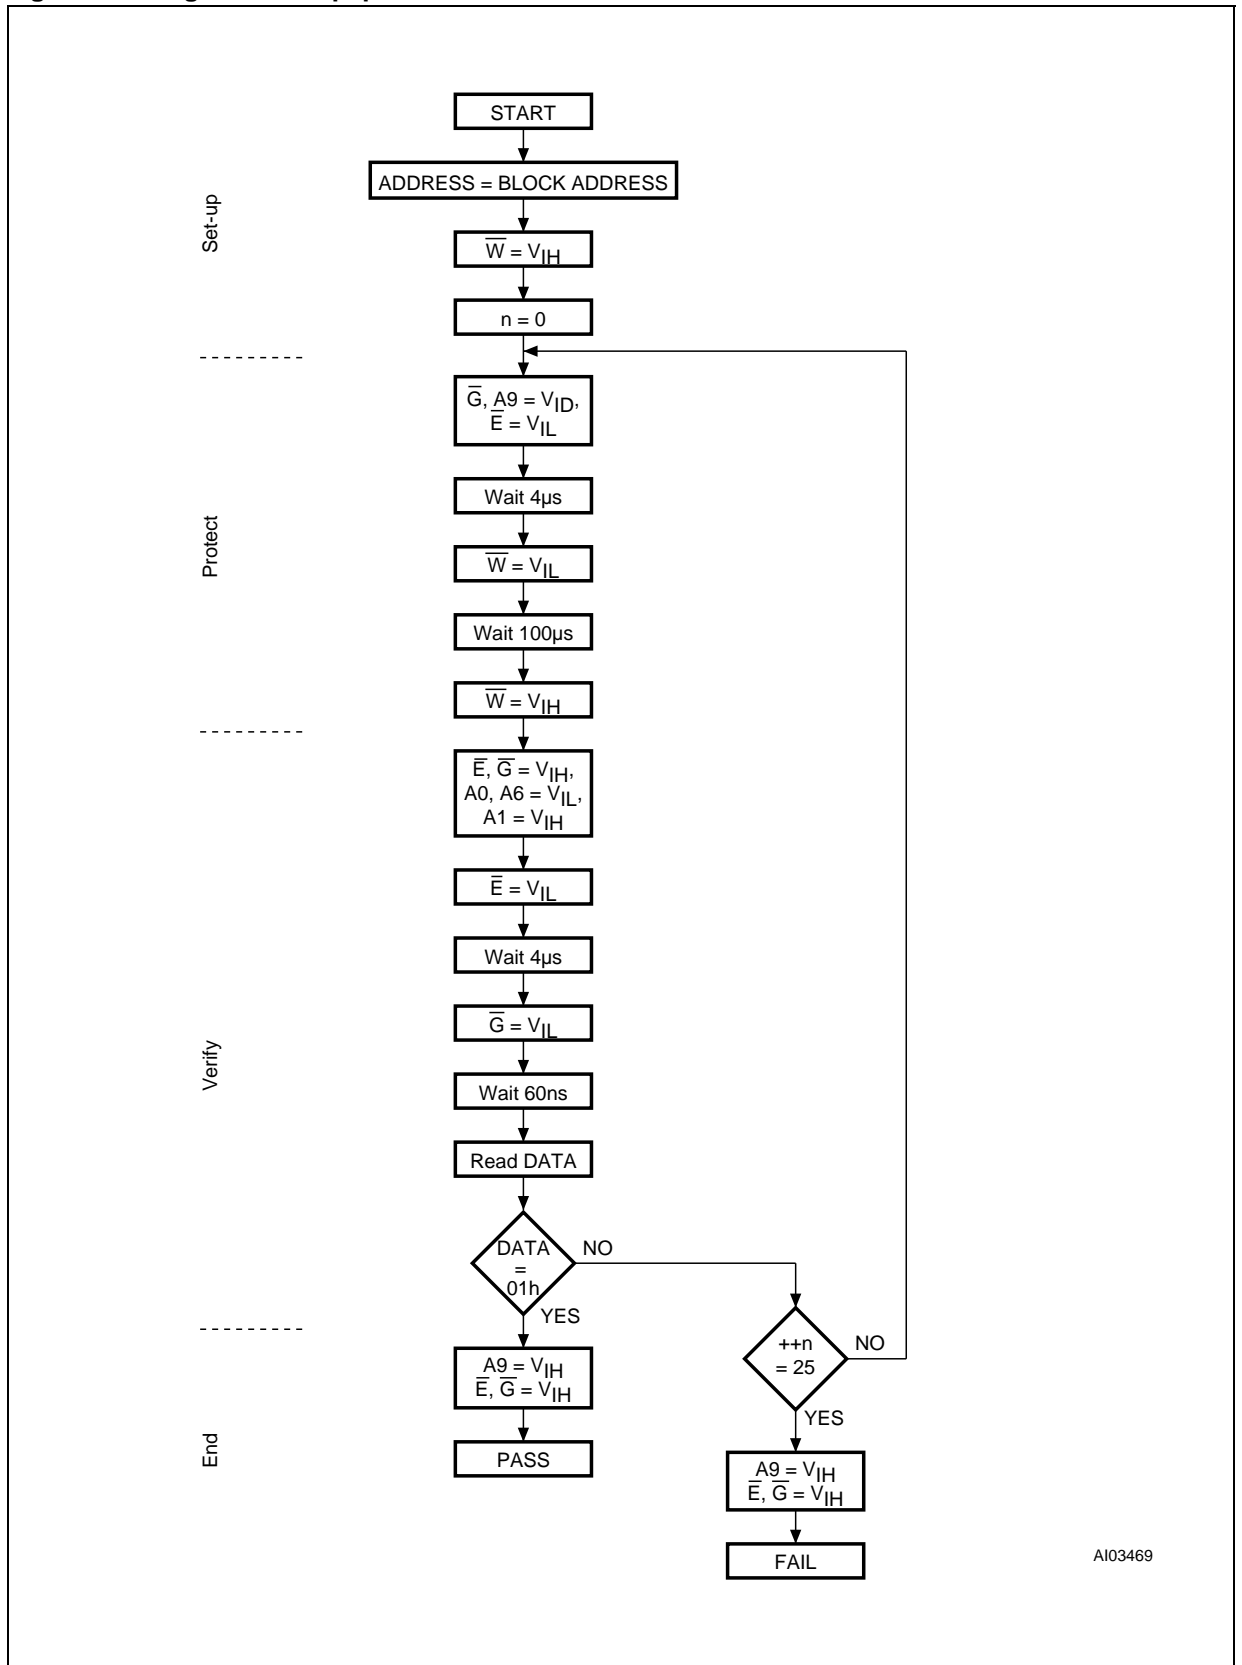 START
ADDRESS = BLOCK ADDRESS
Set-up
W̅ = VIH
n = 0
G̅, A9 = VID,
E̅ = VIL
Wait 4µs
Protect
W̅ = VIL
Wait 100µs
W̅ = VIH
E̅, G̅ = VIH,
A0, A6 = VIL,
A1 = VIH
E̅ = VIL
Wait 4µs
G̅ = VIL
Verify
Wait 60ns
Read DATA
DATA
=
01h
NO
YES
++n
= 25
NO
YES
A9 = VIH
E̅, G̅ = VIH
End
PASS
A9 = VIH
E̅, G̅ = VIH
FAIL
AI03469